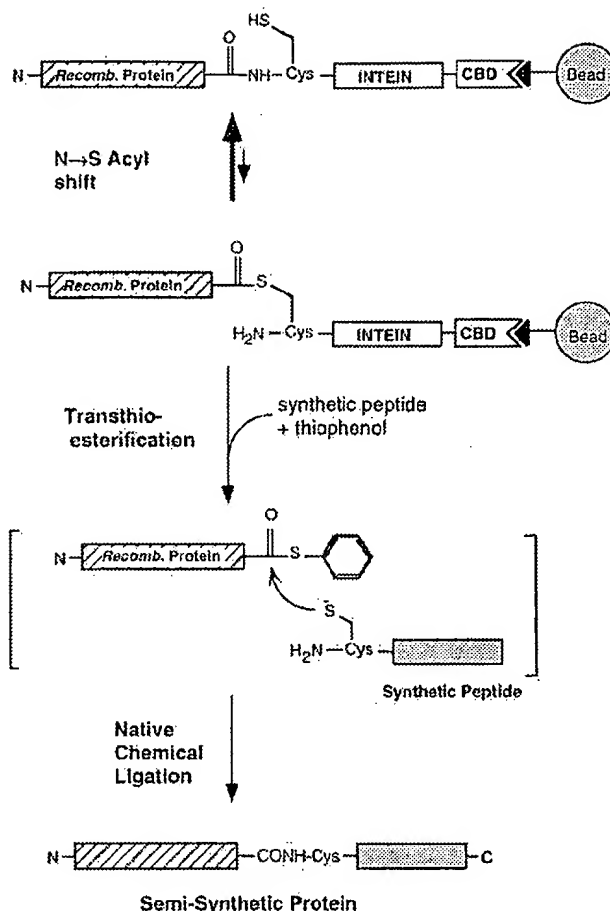 HS
O
N
Recomb. Protein
NH
Cys
INTEIN
CBD
Bead
N→S Acyl
shift
O
N
Recomb. Protein
S
H₂N
Cys
INTEIN
CBD
Bead
Transthio-
esterification
synthetic peptide
+ thiophenol
O
N
Recomb. Protein
S
S
H₂N
Cys
Synthetic Peptide
Native
Chemical
Ligation
N
CONH-Cys
C
Semi-Synthetic Protein